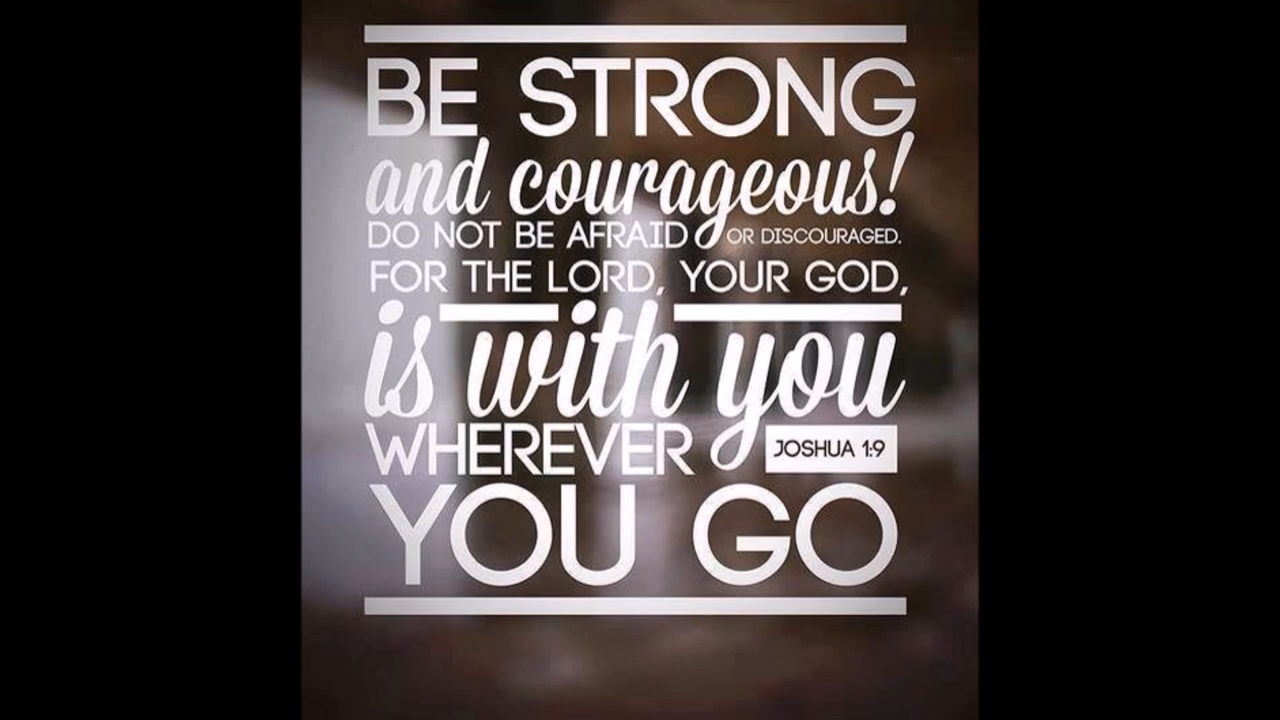 BE STRONG
and courageous!
DO NOT BE AFRAID OR DISCOURAGED.
FOR THE LORD, YOUR GOD,
is with you
WHEREVER JOSHUA 1:9
YOU GO